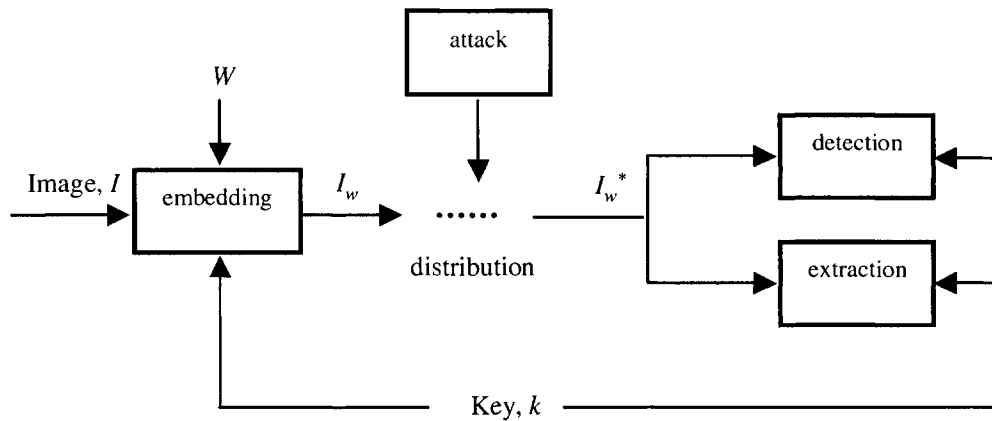 attack
W
detection
Image, I
embedding
I_w
......
I_w*
distribution
extraction
Key, k